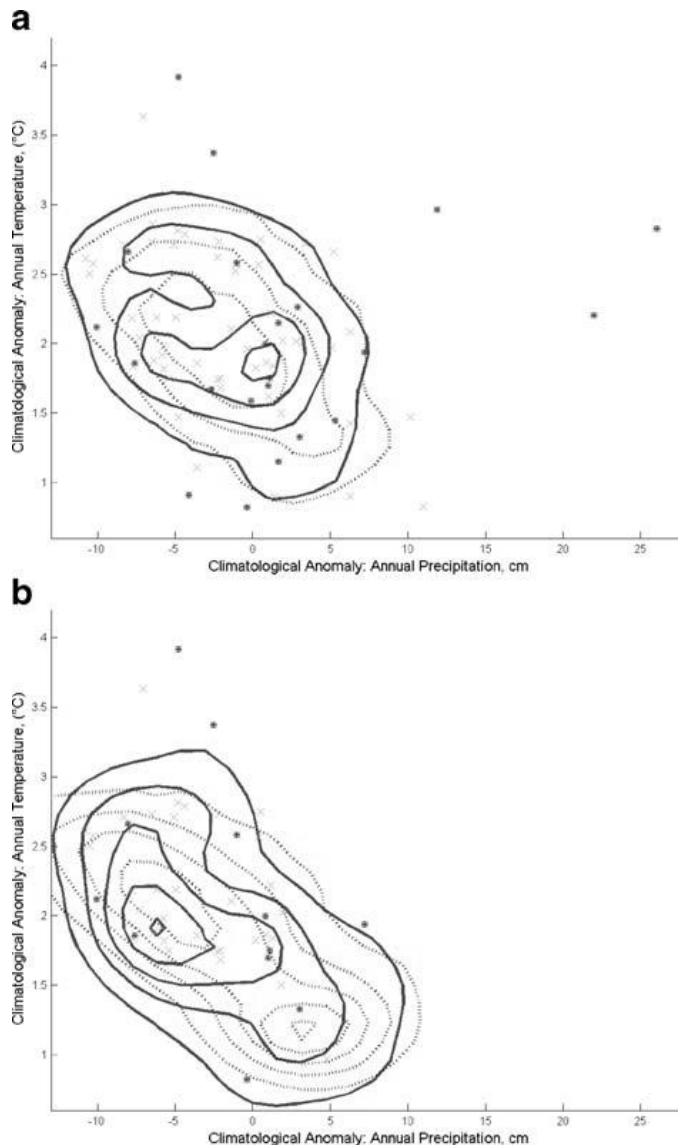 a
4
3.5
3
2.5
2
1.5
1
Climatological Anomaly: Annual Temperature, (°C)
-10 -5 0 5 10 15 20 25
Climatological Anomaly: Annual Precipitation, cm
b
4
3.5
3
2.5
2
1.5
1
Climatological Anomaly: Annual Temperature, (°C)
-10 -5 0 5 10 15 20 25
Climatological Anomaly: Annual Precipitation, cm